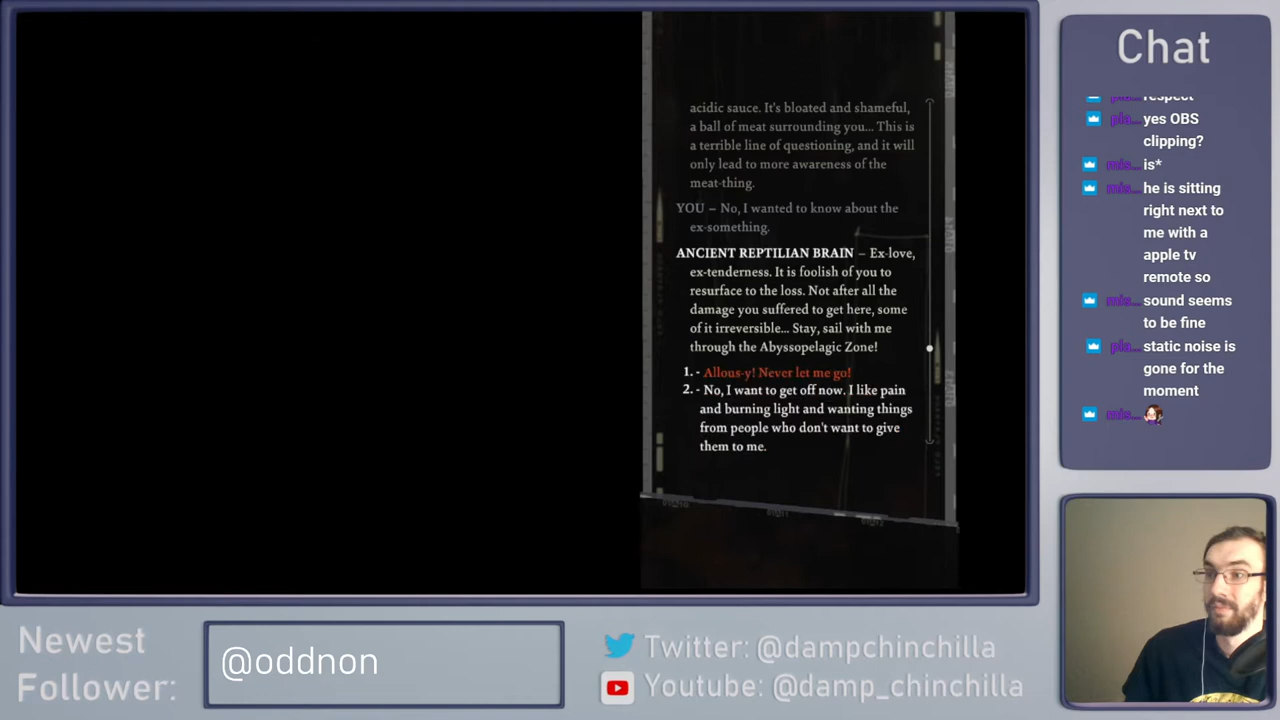 Chat
respect
pla... yes OBS
clipping?
mis... is*
mis... he is sitting
right next to
me with a
apple tv
remote so
mis... sound seems
to be fine
pla... static noise is
gone for the
moment
mis...
acidic sauce. It's bloated and shameful,
a ball of meat surrounding you... This is
a terrible line of questioning, and it will
only lead to more awareness of the
meat-thing.
YOU – No, I wanted to know about the
ex-something.
ANCIENT REPTILIAN BRAIN – Ex-love,
ex-tenderness. It is foolish of you to
resurface to the loss. Not after all the
damage you suffered to get here, some
of it irreversible... Stay, sail with me
through the Abyssopelagic Zone!
1. - Allous-y! Never let me go!
2. - No, I want to get off now. I like pain
and burning light and wanting things
from people who don't want to give
them to me.
Newest
Follower:
@oddnon
Twitter: @dampchinchilla
Youtube: @damp_chinchilla